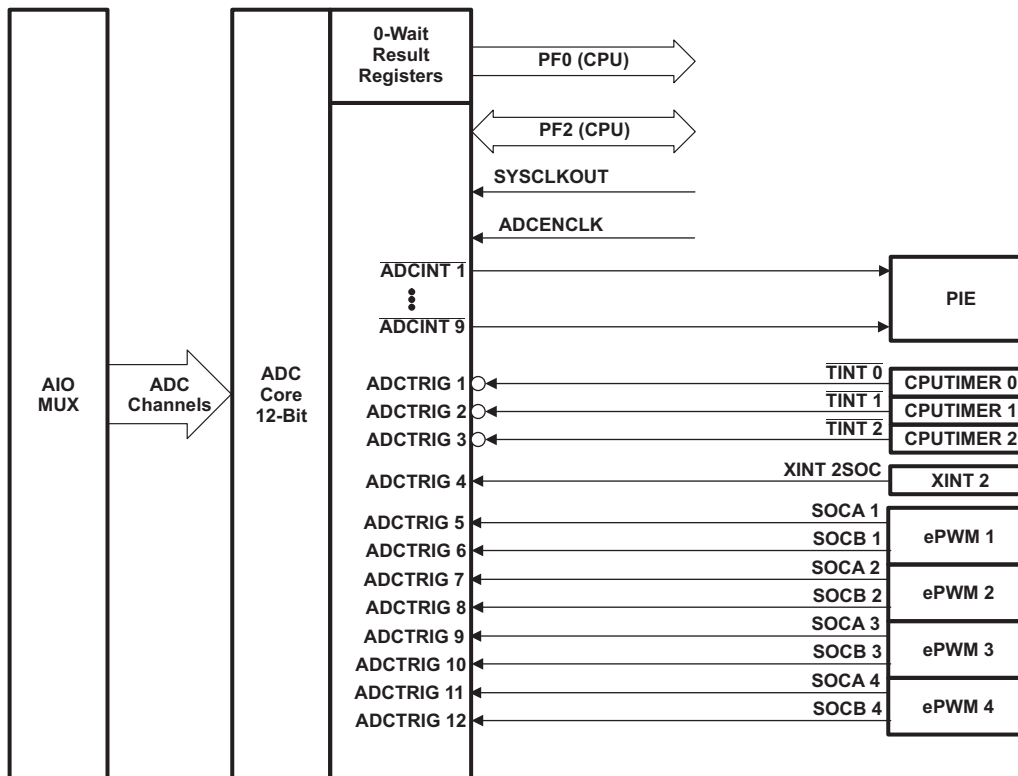 0-Wait
Result
Registers
PF0 (CPU)
PF2 (CPU)
SYSCLKOUT
ADCENCLK
ADCINT 1
PIE
ADCINT 9
AIO
MUX
ADC
Channels
ADC
Core
12-Bit
ADCTRIG 1
TINT 0
CPUTIMER 0
ADCTRIG 2
TINT 1
CPUTIMER 1
ADCTRIG 3
TINT 2
CPUTIMER 2
ADCTRIG 4
XINT 2SOC
XINT 2
ADCTRIG 5
SOCA 1
ePWM 1
ADCTRIG 6
SOCB 1
ADCTRIG 7
SOCA 2
ePWM 2
ADCTRIG 8
SOCB 2
ADCTRIG 9
SOCA 3
ePWM 3
ADCTRIG 10
SOCB 3
ADCTRIG 11
SOCA 4
ePWM 4
ADCTRIG 12
SOCB 4